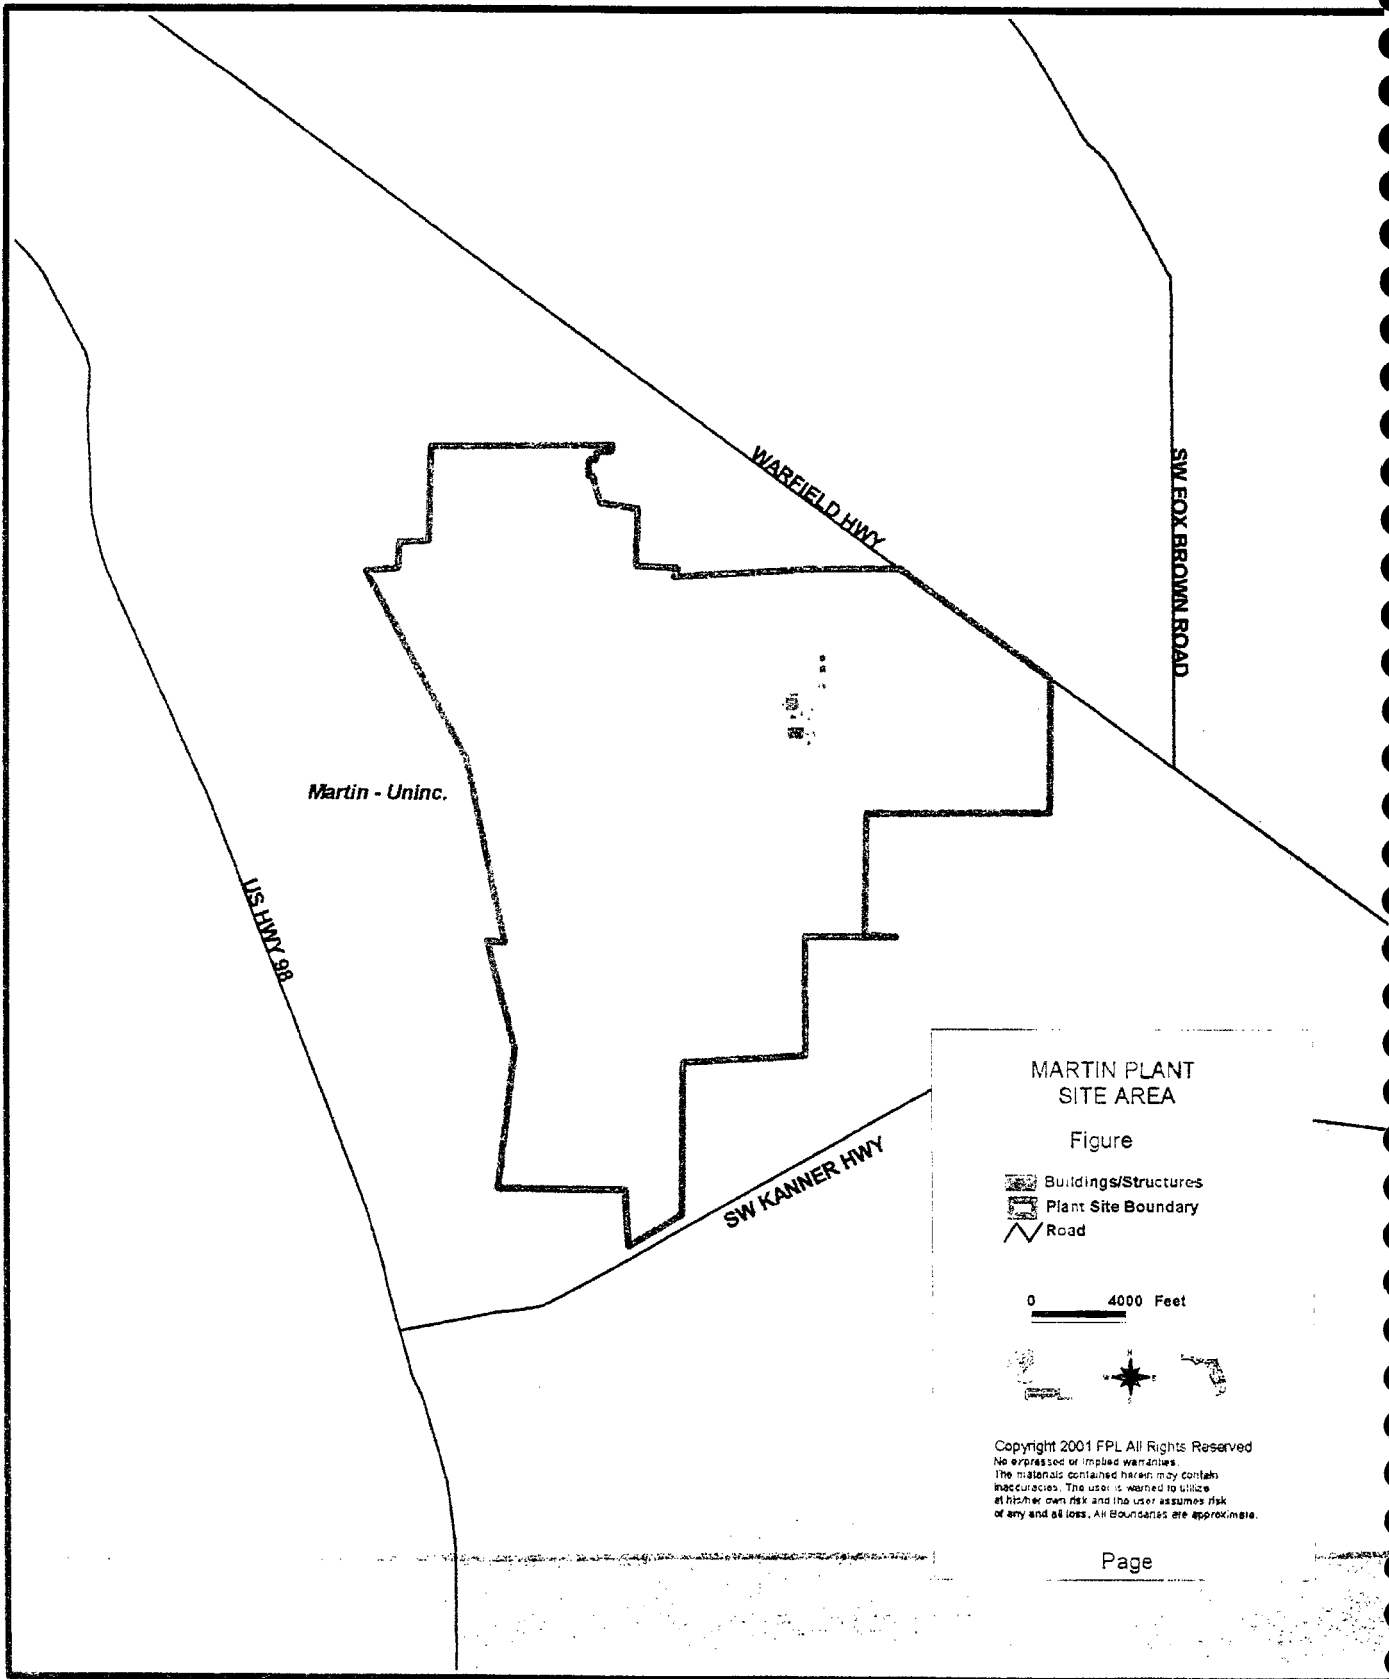 WARFIELD HWY
SW FOX BROWN ROAD
Martin - Uninc.
US HWY 98
SW KANNER HWY
MARTIN PLANT
SITE AREA
Figure
Buildings/Structures
Plant Site Boundary
Road
0 4000 Feet
N
W E
Copyright 2001 FPL All Rights Reserved
No expressed or implied warranties.
The materials contained herein may contain
inaccuracies. The user is warned to utilize
at his/her own risk and the user assumes risk
of any and all loss. All Boundaries are approximate.
Page